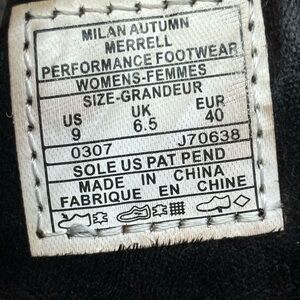 MILAN AUTUMN
MERRELL
PERFORMANCE FOOTWEAR
WOMENS-FEMMES
SIZE-GRANDEUR
US UK EUR
9 6.5 40
0307 J70638
SOLE US PAT PEND
MADE IN CHINA
FABRIQUE EN CHINE